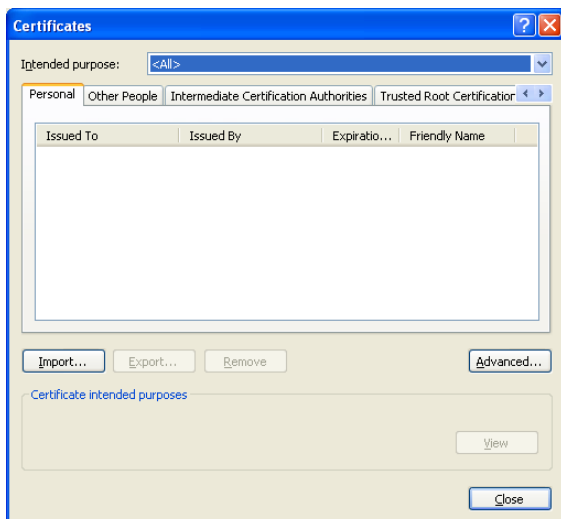 Certificates
Intended purpose: <All>
Personal Other People Intermediate Certification Authorities Trusted Root Certification
Issued To Issued By Expiratio... Friendly Name
Import... Export... Remove Advanced...
Certificate intended purposes
View
Close